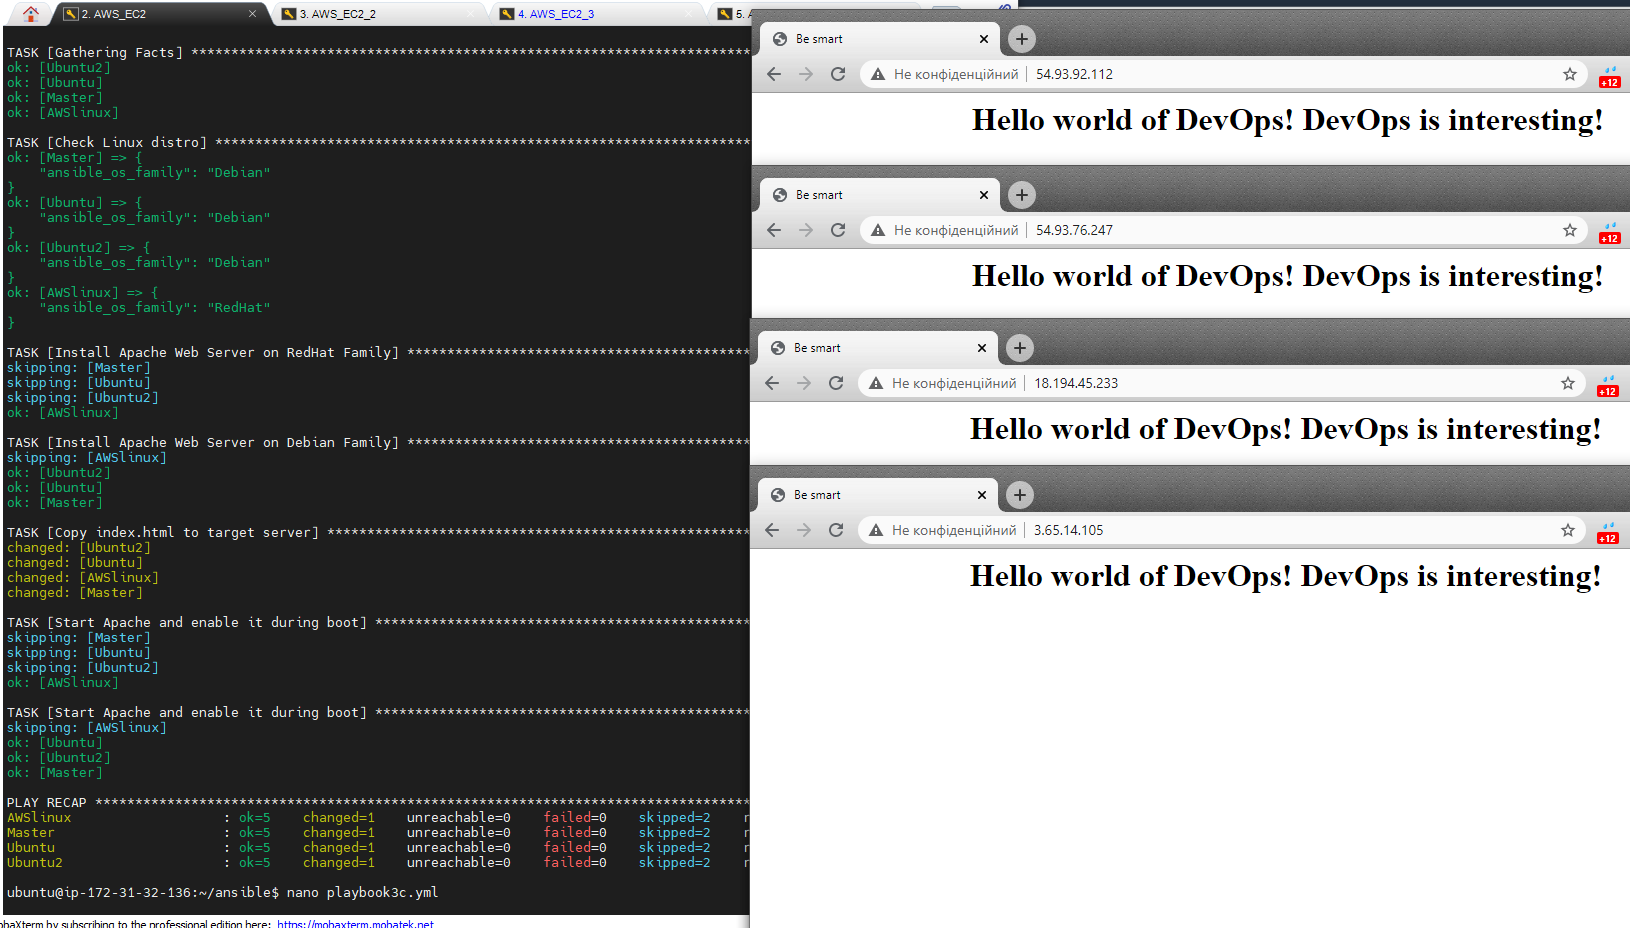 2. AWS_EC2
3. AWS_EC2_2
4. AWS_EC2_3
5.
TASK [Gathering Facts] **********************************************************************
ok: [Ubuntu2]
ok: [Ubuntu]
ok: [Master]
ok: [AWSlinux]
TASK [Check Linux distro] *******************************************************************
ok: [Master] => {
"ansible_os_family": "Debian"
}
ok: [Ubuntu] => {
"ansible_os_family": "Debian"
}
ok: [Ubuntu2] => {
"ansible_os_family": "Debian"
}
ok: [AWSlinux] => {
"ansible_os_family": "RedHat"
}
TASK [Install Apache Web Server on RedHat Family] *******************************************
skipping: [Master]
skipping: [Ubuntu]
skipping: [Ubuntu2]
ok: [AWSlinux]
TASK [Install Apache Web Server on Debian Family] *******************************************
skipping: [AWSlinux]
ok: [Ubuntu2]
ok: [Ubuntu]
ok: [Master]
TASK [Copy index.html to target server] *****************************************************
changed: [Ubuntu2]
changed: [Ubuntu]
changed: [AWSlinux]
changed: [Master]
TASK [Start Apache and enable it during boot] ***********************************************
skipping: [Master]
skipping: [Ubuntu]
skipping: [Ubuntu2]
ok: [AWSlinux]
TASK [Start Apache and enable it during boot] ***********************************************
skipping: [AWSlinux]
ok: [Ubuntu]
ok: [Ubuntu2]
ok: [Master]
PLAY RECAP **********************************************************************************
AWSlinux : ok=5 changed=1 unreachable=0 failed=0 skipped=2
Master : ok=5 changed=1 unreachable=0 failed=0 skipped=2
Ubuntu : ok=5 changed=1 unreachable=0 failed=0 skipped=2
Ubuntu2 : ok=5 changed=1 unreachable=0 failed=0 skipped=2
ubuntu@ip-172-31-32-136:~/ansible$ nano playbook3c.yml
by subscribing to the professional edition here: https://mobaxterm.mobatek.net
Be smart
Не конфіденційний 54.93.92.112
+12
Hello world of DevOps! DevOps is interesting!
Be smart
Не конфіденційний 54.93.76.247
+12
Hello world of DevOps! DevOps is interesting!
Be smart
Не конфіденційний 18.194.45.233
+12
Hello world of DevOps! DevOps is interesting!
Be smart
Не конфіденційний 3.65.14.105
+12
Hello world of DevOps! DevOps is interesting!